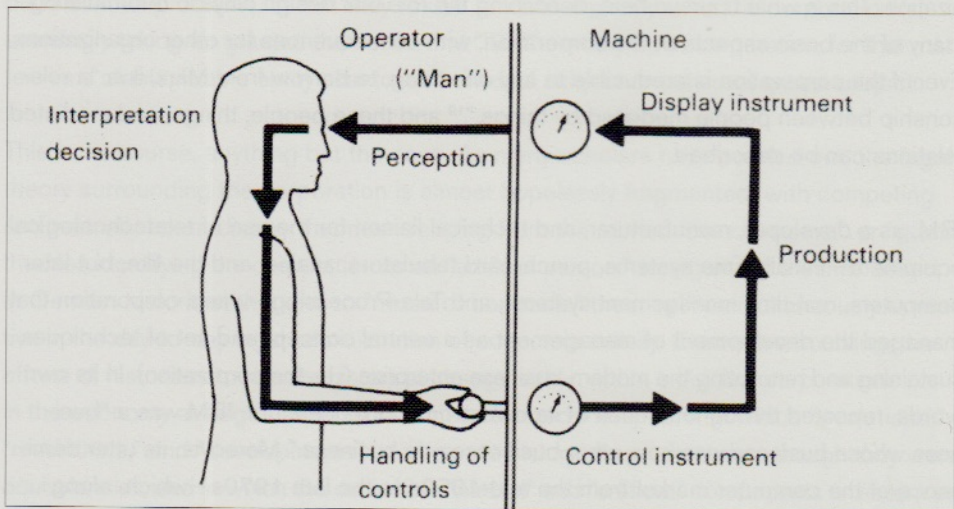 Operator
("Man")
Machine
Interpretation
decision
Perception
Display instrument
Production
Handling of
controls
Control instrument